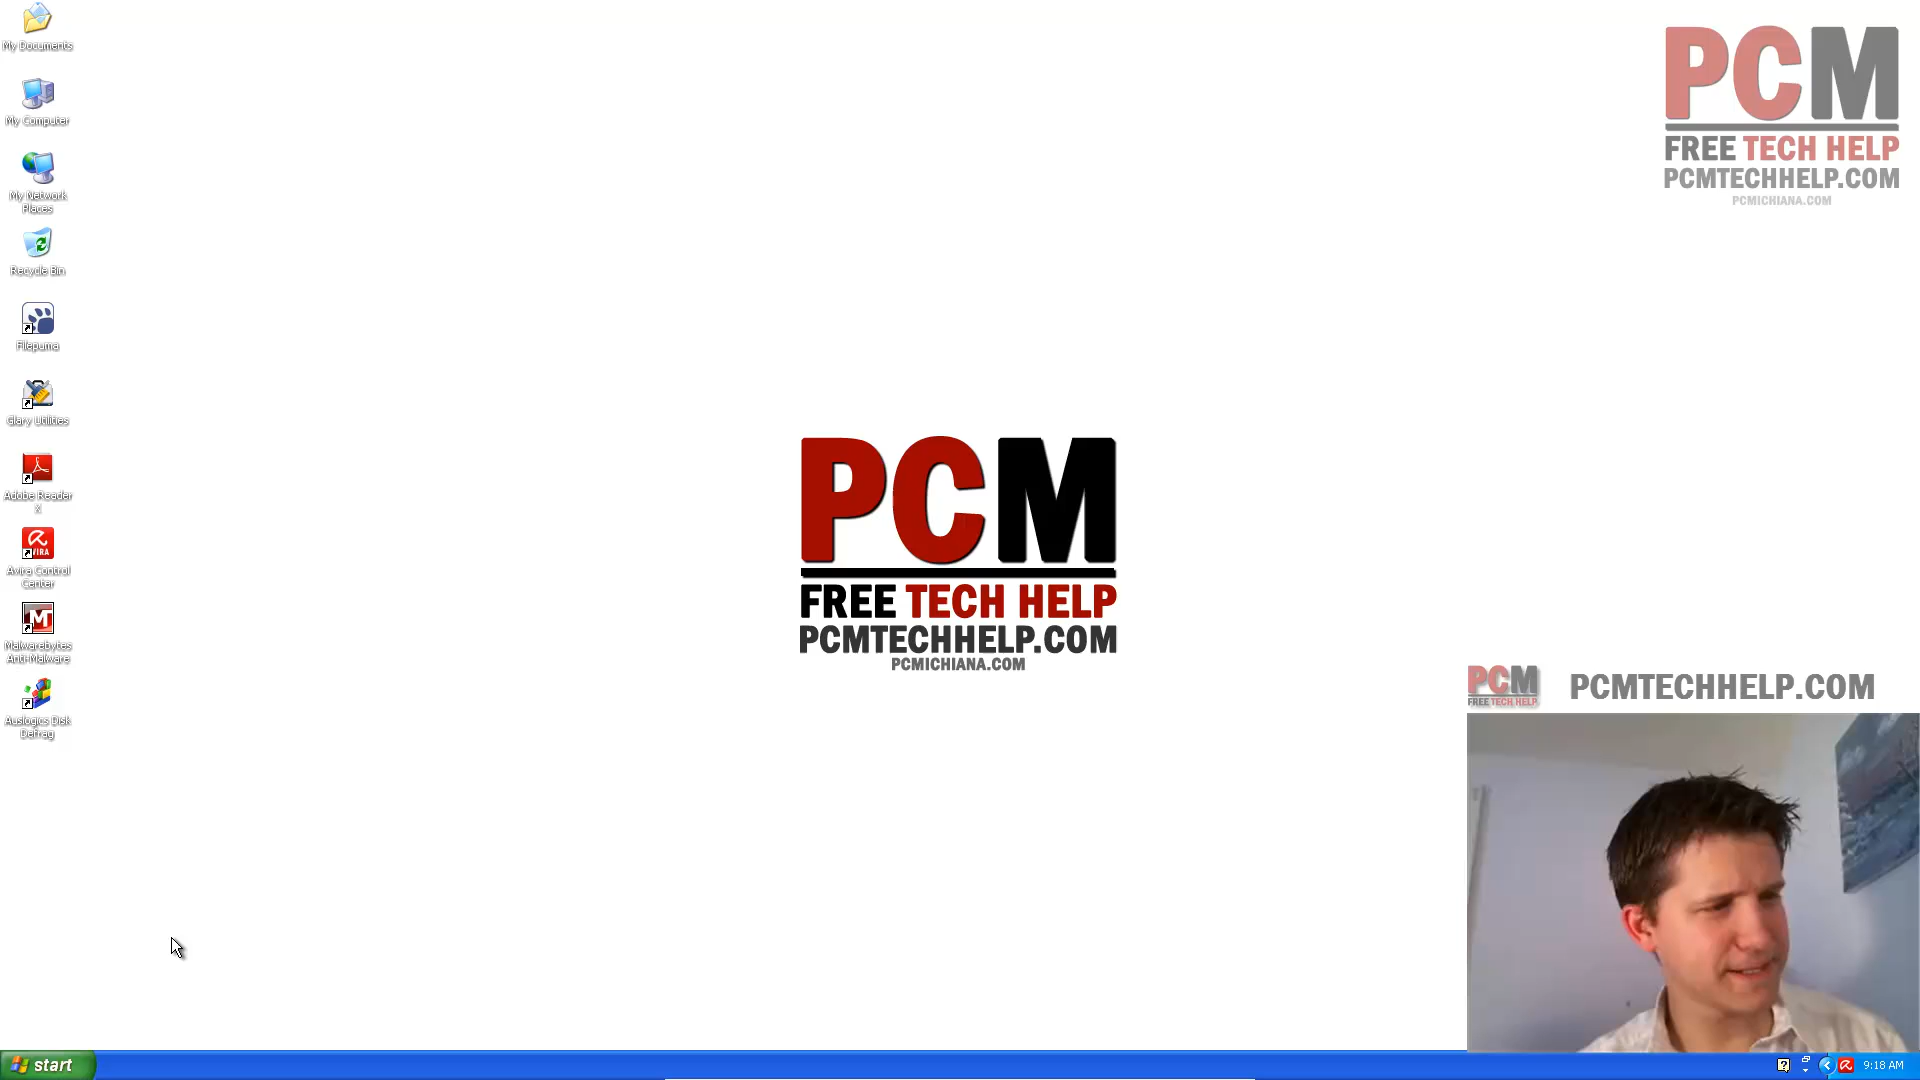 My Documents
My Computer
My Network
Places
Recycle Bin
Filepuma
Glary Utilities
Adobe Reader
X
AVIRA
Avira Control
Center
M
Malwarebytes
Anti-Malware
Auslogics Disk
Defrag
PCM
FREE TECH HELP
PCMTECHHELP.COM
PCMICHIANA.COM
PCM
FREE TECH HELP
PCMTECHHELP.COM
PCMICHIANA.COM
PCM
FREE TECH HELP
PCMTECHHELP.COM
start
9:18 AM